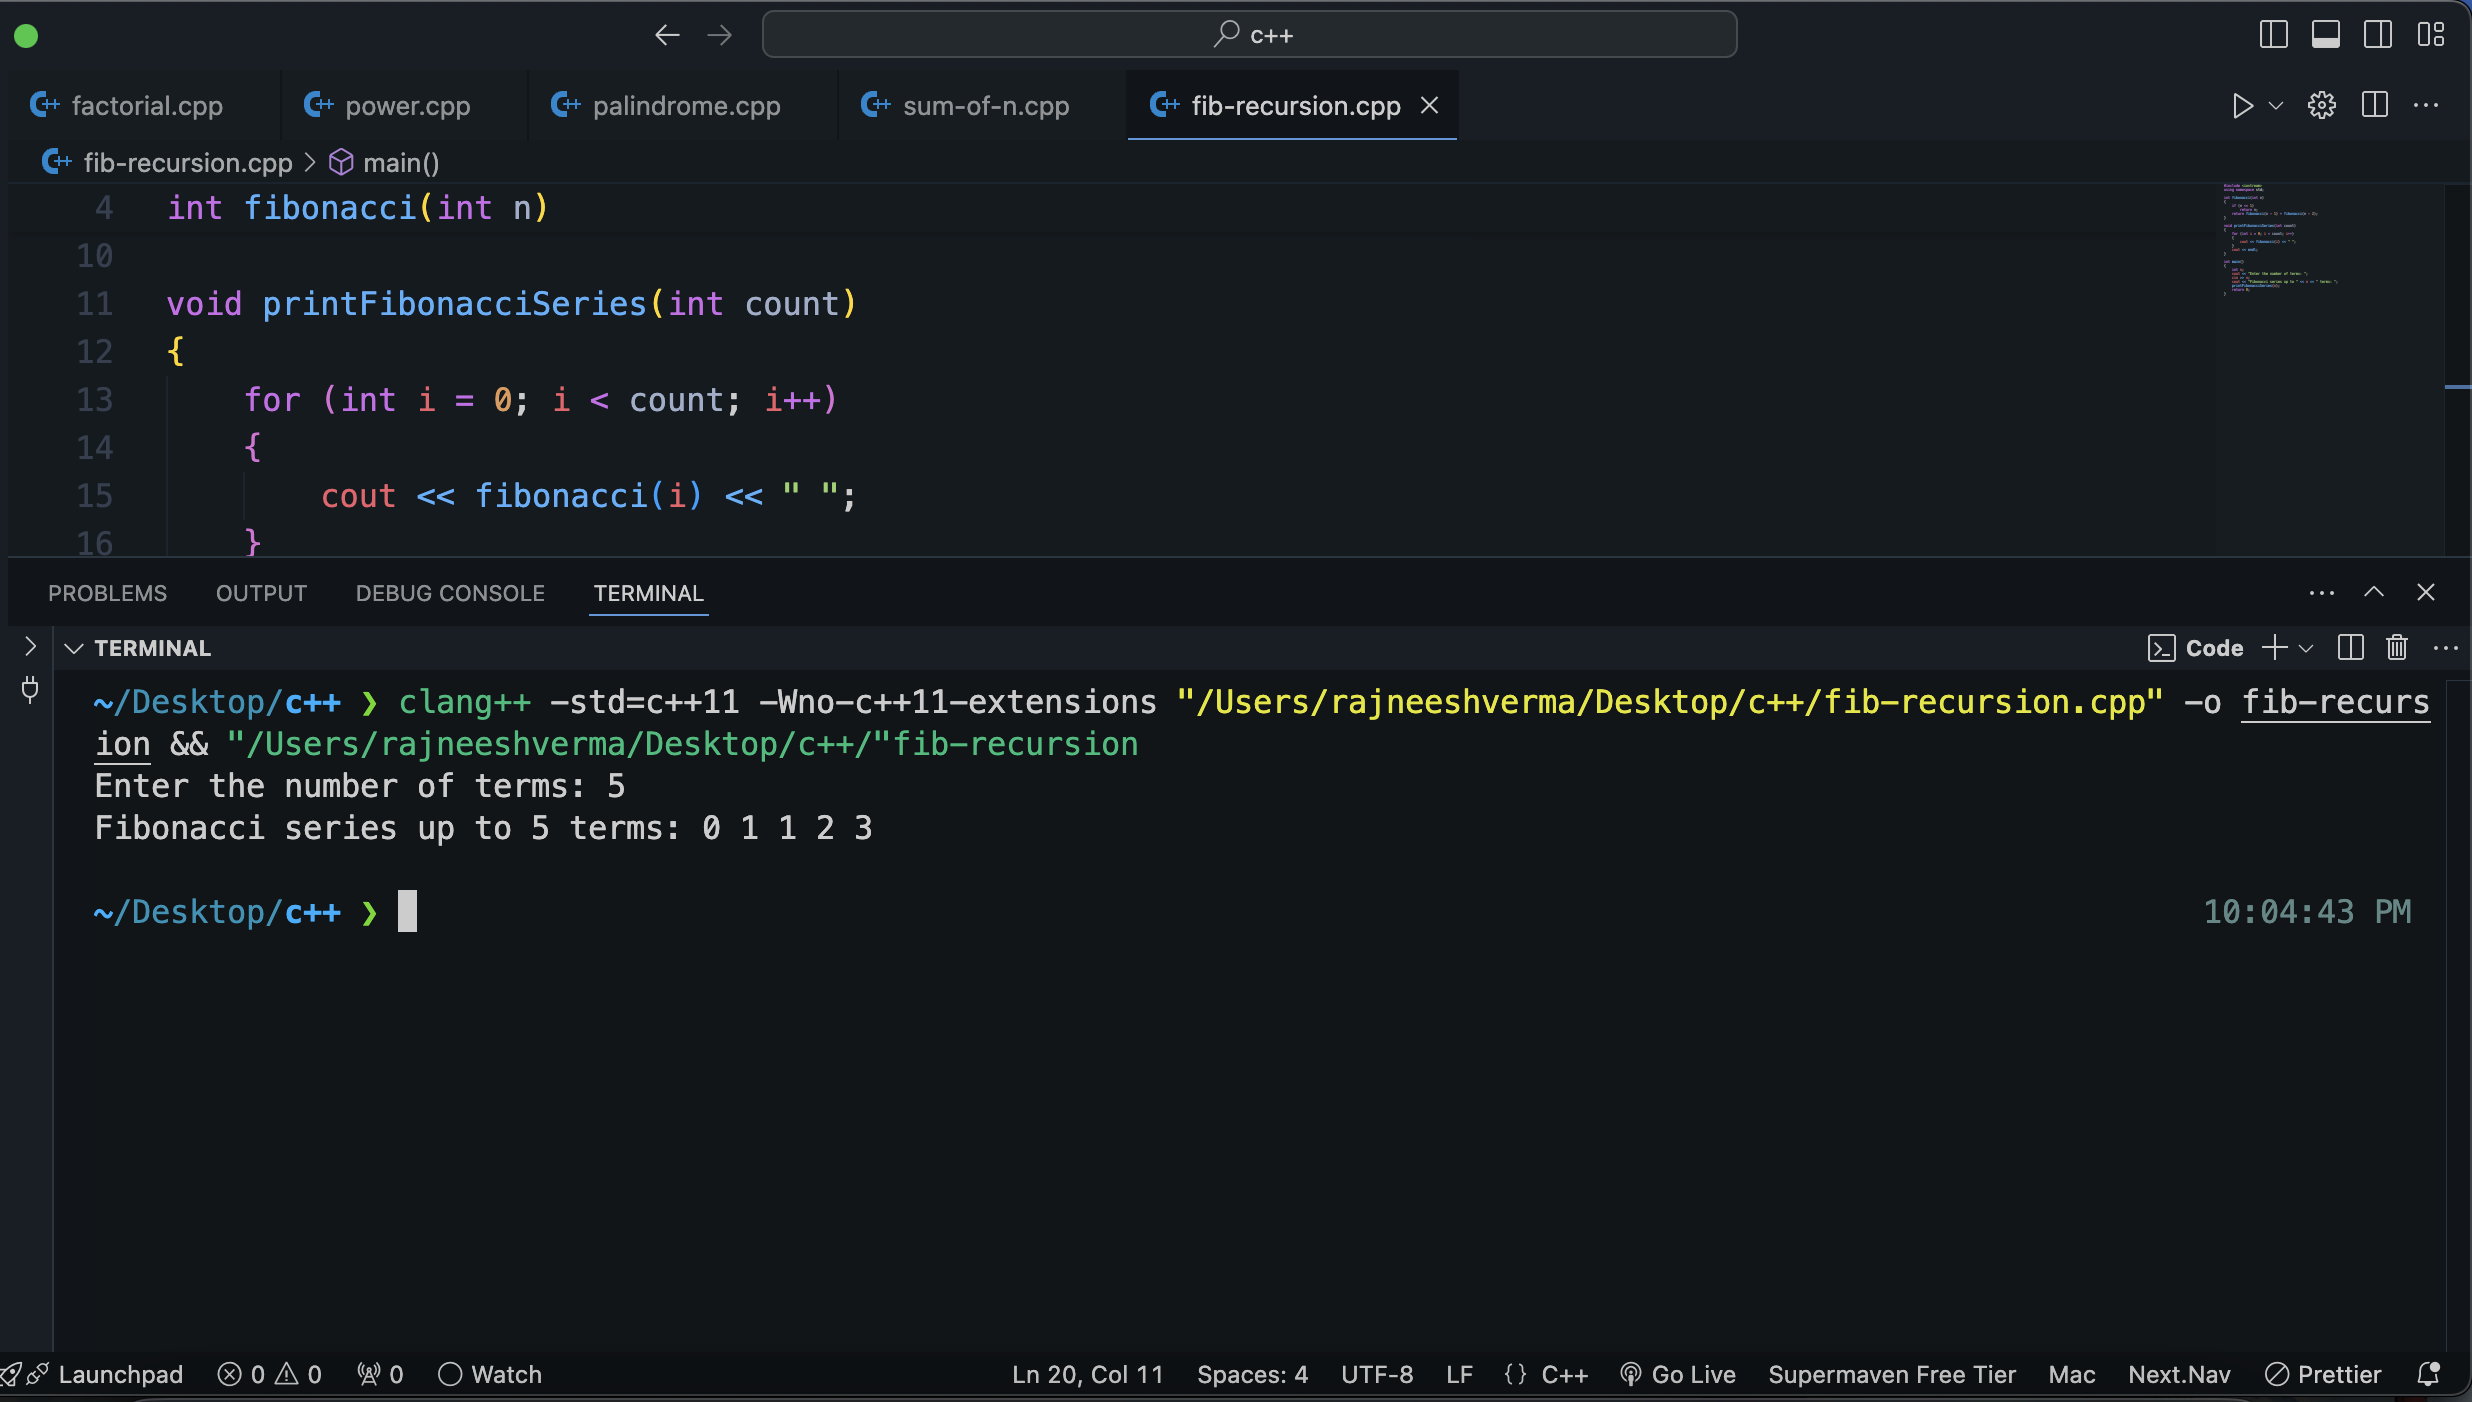 c++
factorial.cpp power.cpp palindrome.cpp sum-of-n.cpp fib-recursion.cpp
fib-recursion.cpp > main()
4 int fibonacci(int n)
10
11 void printFibonacciSeries(int count)
12 {
13 for (int i = 0; i < count; i++)
14 {
15 cout << fibonacci(i) << " ";
16 }
PROBLEMS OUTPUT DEBUG CONSOLE TERMINAL
TERMINAL Code
~/Desktop/c++ ❯ clang++ -std=c++11 -Wno-c++11-extensions "/Users/rajneeshverma/Desktop/c++/fib-recursion.cpp" -o fib-recurs
ion && "/Users/rajneeshverma/Desktop/c++/"fib-recursion
Enter the number of terms: 5
Fibonacci series up to 5 terms: 0 1 1 2 3
~/Desktop/c++ ❯ 10:04:43 PM
Launchpad 0 0 0 Watch Ln 20, Col 11 Spaces: 4 UTF-8 LF {} C++ Go Live Supermaven Free Tier Mac Next.Nav Prettier